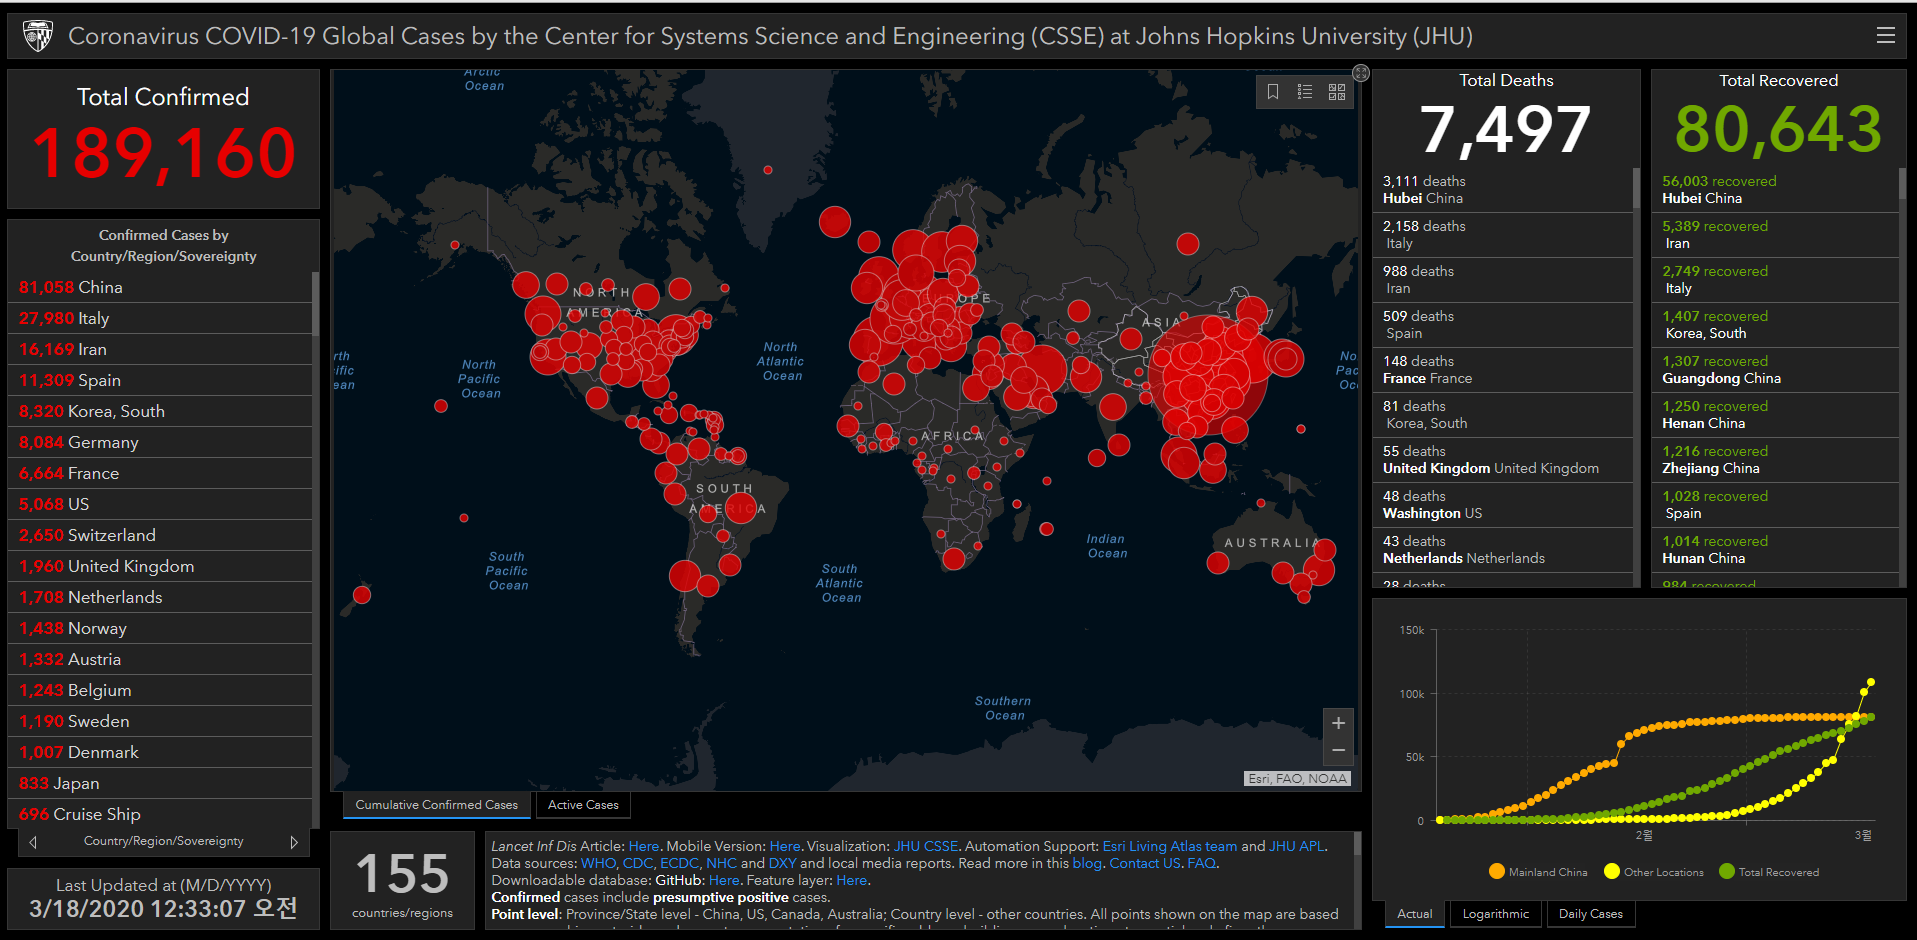 Coronavirus COVID-19 Global Cases by the Center for Systems Science and Engineering (CSSE) at Johns Hopkins University (JHU)
Total Confirmed
189,160
Confirmed Cases by
Country/Region/Sovereignty
81,058 China
27,980 Italy
16,169 Iran
11,309 Spain
8,320 Korea, South
8,084 Germany
6,664 France
5,068 US
2,650 Switzerland
1,960 United Kingdom
1,708 Netherlands
1,438 Norway
1,332 Austria
1,243 Belgium
1,190 Sweden
1,007 Denmark
833 Japan
696 Cruise Ship
Country/Region/Sovereignty
Last Updated at (M/D/YYYY)
3/18/2020 12:33:07 오전
Arctic
Ocean
NORTH
AMERICA
North
Pacific
Ocean
North
Atlantic
Ocean
ASIA
AFRICA
SOUTH
AMERICA
South
Pacific
Ocean
South
Atlantic
Ocean
Indian
Ocean
AUSTRALIA
Southern
Ocean
Esri, FAO, NOAA
Cumulative Confirmed Cases
Active Cases
155
countries/regions
Lancet Inf Dis Article: Here. Mobile Version: Here. Visualization: JHU CSSE. Automation Support: Esri Living Atlas team and JHU APL.
Data sources: WHO, CDC, ECDC, NHC and DXY and local media reports. Read more in this blog. Contact US. FAQ.
Downloadable database: GitHub: Here. Feature layer: Here.
Confirmed cases include presumptive positive cases.
Point level: Province/State level - China, US, Canada, Australia; Country level - other countries. All points shown on the map are based
Total Deaths
7,497
3,111 deaths
Hubei China
2,158 deaths
Italy
988 deaths
Iran
509 deaths
Spain
148 deaths
France France
81 deaths
Korea, South
55 deaths
United Kingdom United Kingdom
48 deaths
Washington US
43 deaths
Netherlands Netherlands
28 deaths
Total Recovered
80,643
56,003 recovered
Hubei China
5,389 recovered
Iran
2,749 recovered
Italy
1,407 recovered
Korea, South
1,307 recovered
Guangdong China
1,250 recovered
Henan China
1,216 recovered
Zhejiang China
1,028 recovered
Spain
1,014 recovered
Hunan China
984 recovered
150k
100k
50k
0
2월
3월
Mainland China
Other Locations
Total Recovered
Actual
Logarithmic
Daily Cases